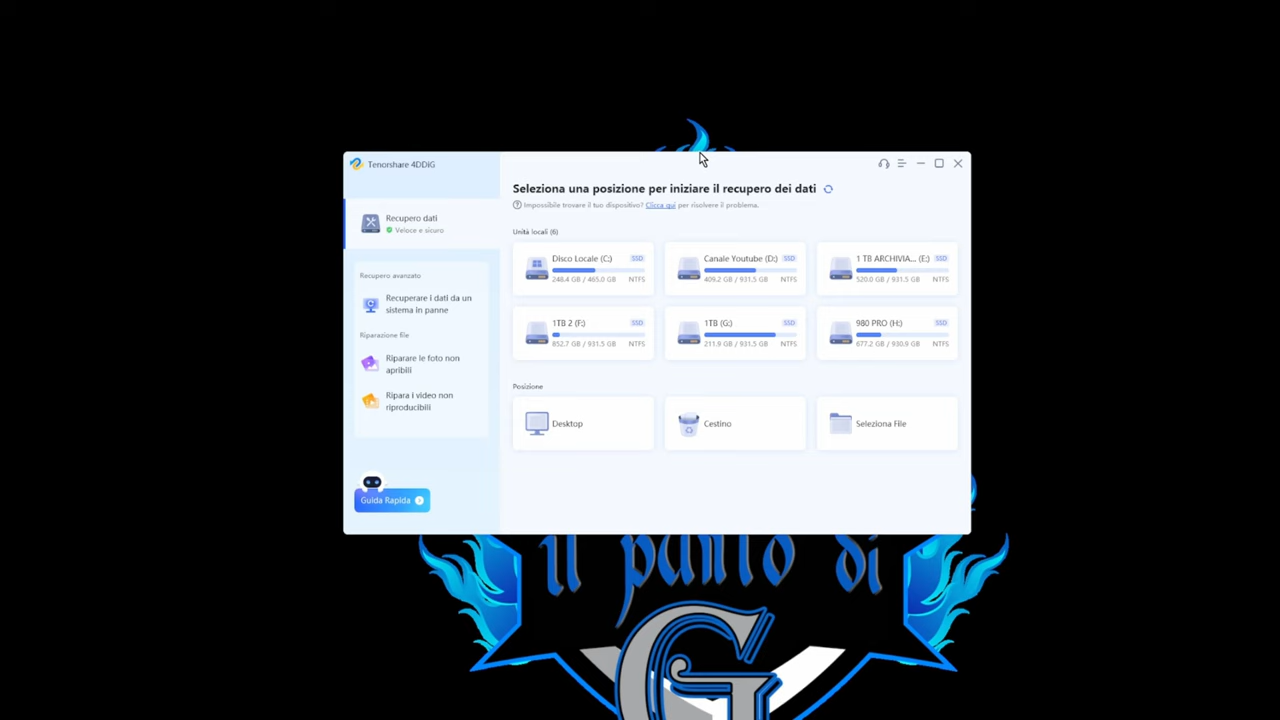 Tenorshare 4DDiG
Seleziona una posizione per iniziare il recupero dei dati
Impossibile trovare il tuo dispositivo? Clicca qui per risolvere il problema.
Recupero dati
Veloce e sicuro
Recupero avanzato
Recuperare i dati da un
sistema in panne
Riparazione file
Riparare le foto non
apribili
Ripara i video non
riproducibili
Guida Rapida
Unità locali (6)
Disco Locale (C:) SSD
248.4 GB / 465.0 GB NTFS
Canale Youtube (D:) SSD
409.2 GB / 931.5 GB NTFS
1 TB ARCHIVIA... (E:) SSD
520.0 GB / 931.5 GB NTFS
1TB 2 (F:) SSD
852.7 GB / 931.5 GB NTFS
1TB (G:) SSD
211.9 GB / 931.5 GB NTFS
980 PRO (H:) SSD
677.2 GB / 930.9 GB NTFS
Posizione
Desktop
Cestino
Seleziona File
il punto di
G